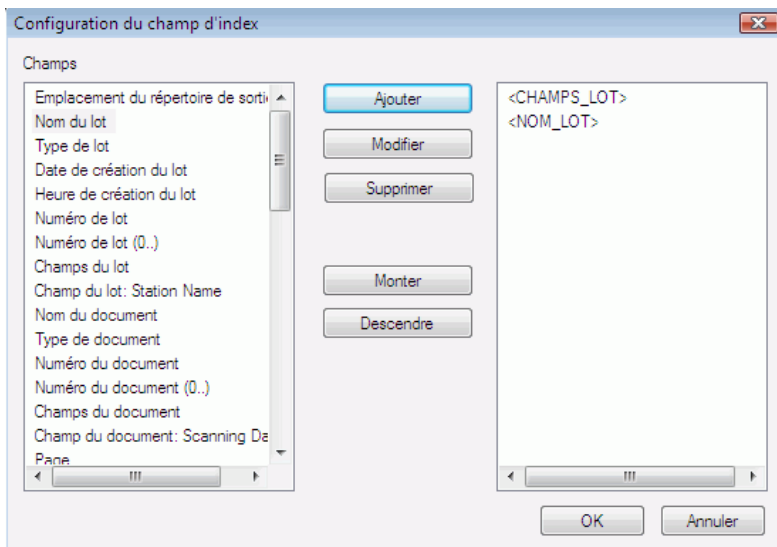 Configuration du champ d'index
Champs
Emplacement du répertoire de sorti
Nom du lot
Type de lot
Date de création du lot
Heure de création du lot
Numéro de lot
Numéro de lot (0..)
Champs du lot
Champ du lot: Station Name
Nom du document
Type de document
Numéro du document
Numéro du document (0..)
Champs du document
Champ du document: Scanning Da
Page
Ajouter
Modifier
Supprimer
Monter
Descendre
<CHAMPS_LOT>
<NOM_LOT>
OK
Annuler